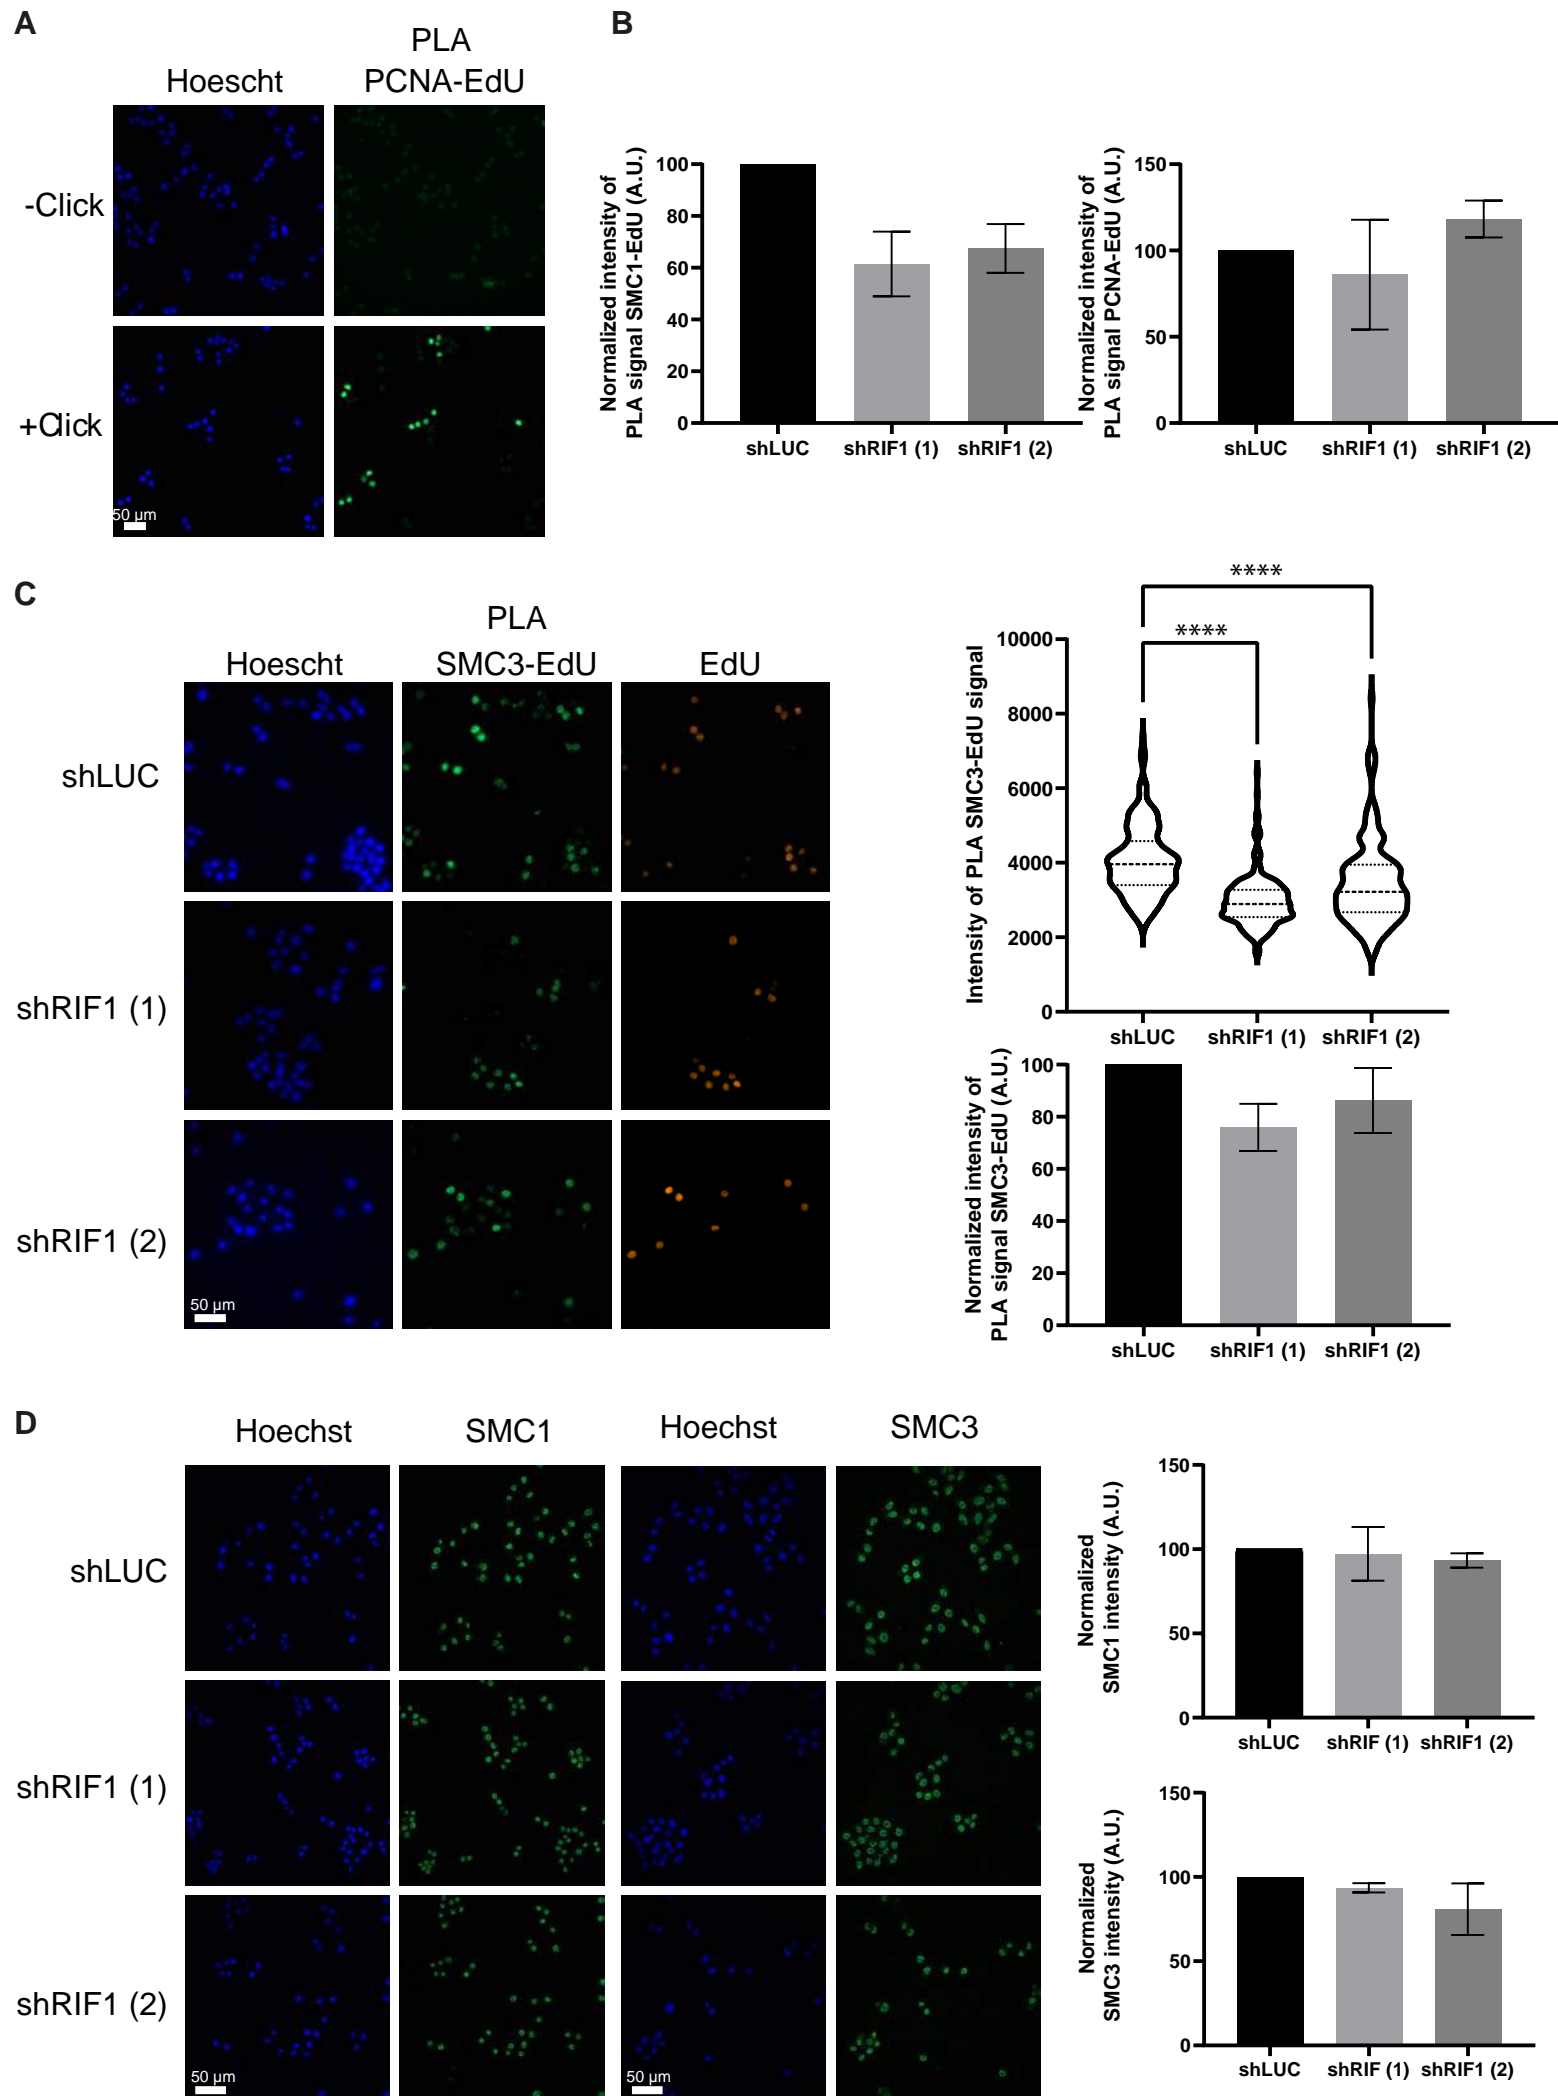 A
PLA
Hoescht
PCNA-EdU
-Click
+Click
50 µm
B
Normalized intensity of
PLA signal SMC1-EdU (A.U.)
100
80
60
40
20
0
shLUC
shRIF1 (1)
shRIF1 (2)
Normalized intensity of
PLA signal PCNA-EdU (A.U.)
150
100
50
0
shLUC
shRIF1 (1)
shRIF1 (2)
C
PLA
Hoescht
SMC3-EdU
EdU
shLUC
shRIF1 (1)
shRIF1 (2)
50 µm
****
****
Intensity of PLA SMC3-EdU signal
10000
8000
6000
4000
2000
0
shLUC
shRIF1 (1)
shRIF1 (2)
Normalized intensity of
PLA signal SMC3-EdU (A.U.)
100
80
60
40
20
0
shLUC
shRIF1 (1)
shRIF1 (2)
D
Hoechst
SMC1
Hoechst
SMC3
shLUC
shRIF1 (1)
shRIF1 (2)
50 µm
50 µm
Normalized
SMC1 intensity (A.U.)
150
100
50
0
shLUC
shRIF (1)
shRIF1 (2)
Normalized
SMC3 intensity (A.U.)
150
100
50
0
shLUC
shRIF (1)
shRIF1 (2)